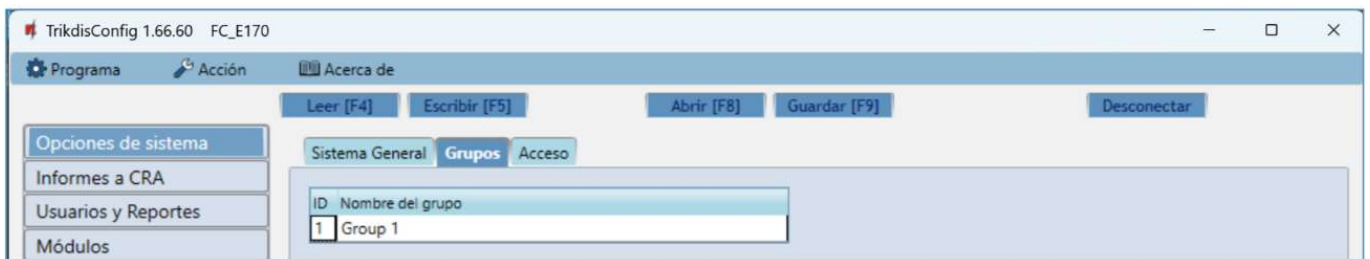 TrikdisConfig 1.66.60 FC_E170
Programa Acción Acerca de
Leer [F4] Escribir [F5] Abrir [F8] Guardar [F9] Desconectar
Opciones de sistema
Informes a CRA
Usuarios y Reportes
Módulos
Sistema General Grupos Acceso
ID Nombre del grupo
1 Group 1